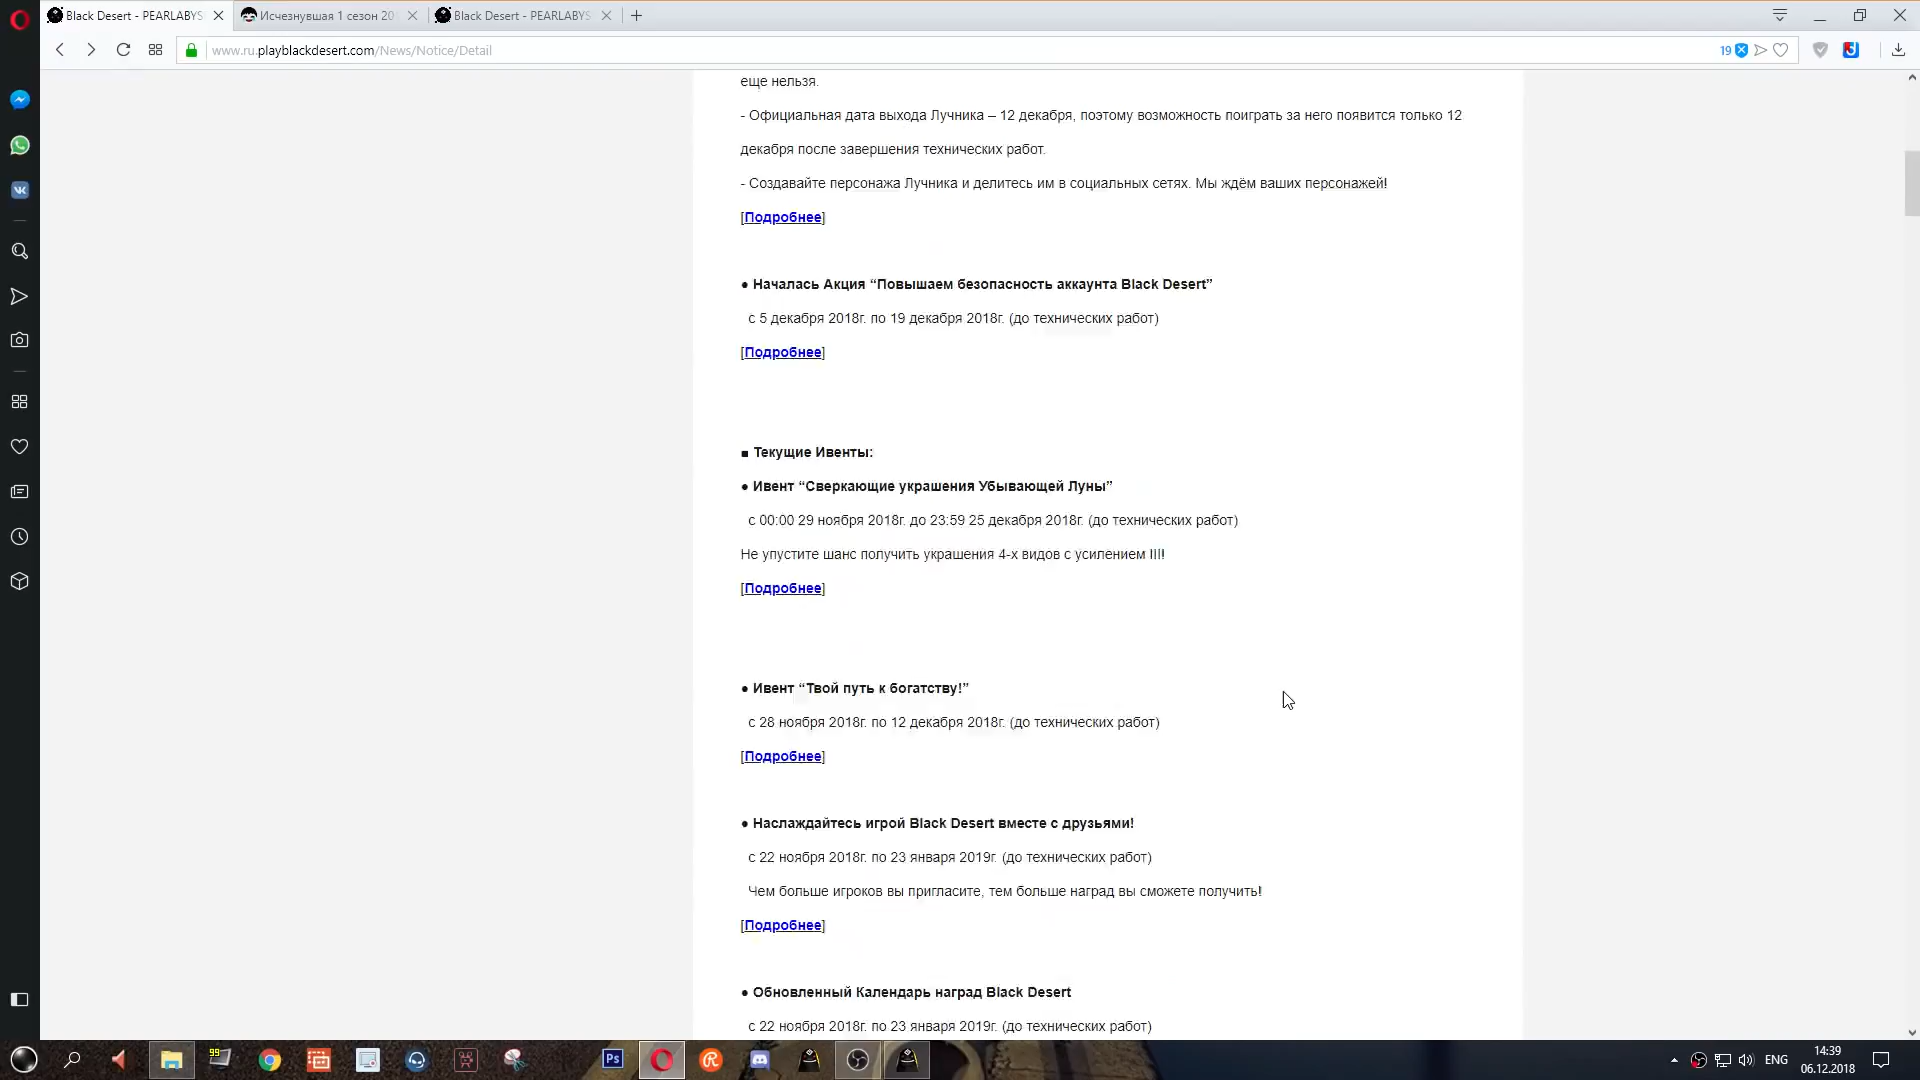 Black Desert - PEARLABYS
Исчезнувшая 1 сезон 20
Black Desert - PEARLABYS
www.ru.playblackdesert.com/News/Notice/Detail
19
еще нельзя.
- Официальная дата выхода Лучника – 12 декабря, поэтому возможность поиграть за него появится только 12
декабря после завершения технических работ.
- Создавайте персонажа Лучника и делитесь им в социальных сетях. Мы ждём ваших персонажей!
[Подробнее]
● Началась Акция “Повышаем безопасность аккаунта Black Desert”
с 5 декабря 2018г. по 19 декабря 2018г. (до технических работ)
[Подробнее]
■ Текущие Ивенты:
● Ивент “Сверкающие украшения Убывающей Луны”
с 00:00 29 ноября 2018г. до 23:59 25 декабря 2018г. (до технических работ)
Не упустите шанс получить украшения 4-х видов с усилением III!
[Подробнее]
● Ивент “Твой путь к богатству!”
с 28 ноября 2018г. по 12 декабря 2018г. (до технических работ)
[Подробнее]
● Наслаждайтесь игрой Black Desert вместе с друзьями!
с 22 ноября 2018г. по 23 января 2019г. (до технических работ)
Чем больше игроков вы пригласите, тем больше наград вы сможете получить!
[Подробнее]
● Обновленный Календарь наград Black Desert
с 22 ноября 2018г. по 23 января 2019г. (до технических работ)
99
Ps
ENG
14:39
06.12.2018